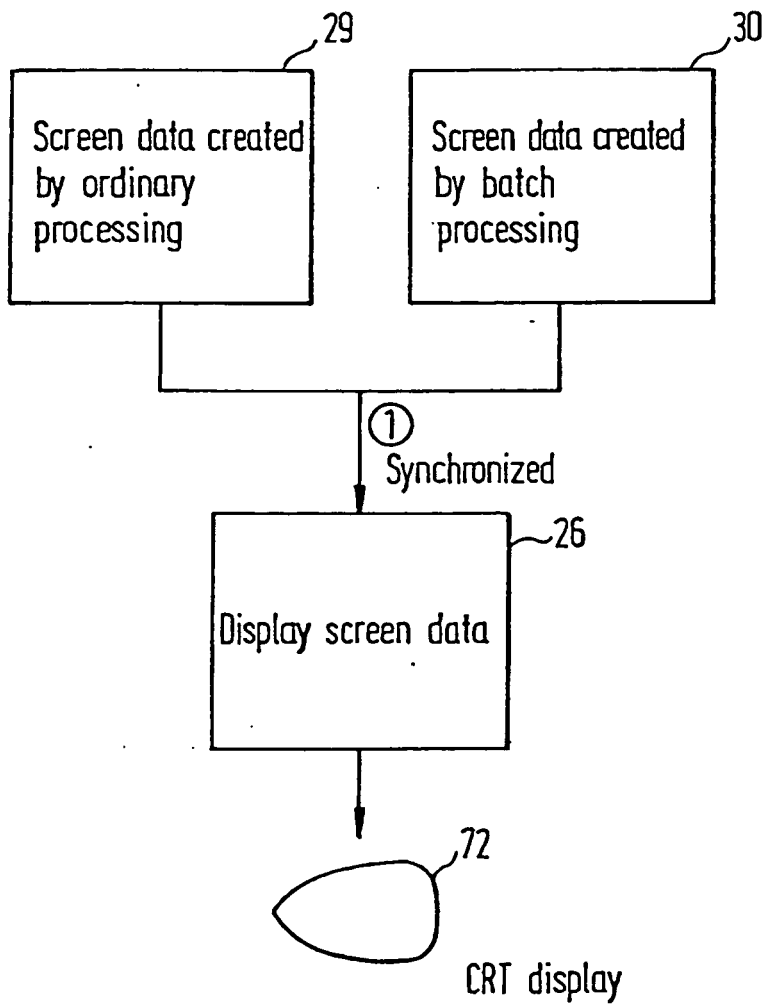 29
30
Screen data created
by ordinary
processing
Screen data created
by batch
processing
1
Synchronized
26
Display screen data
72
CRT display